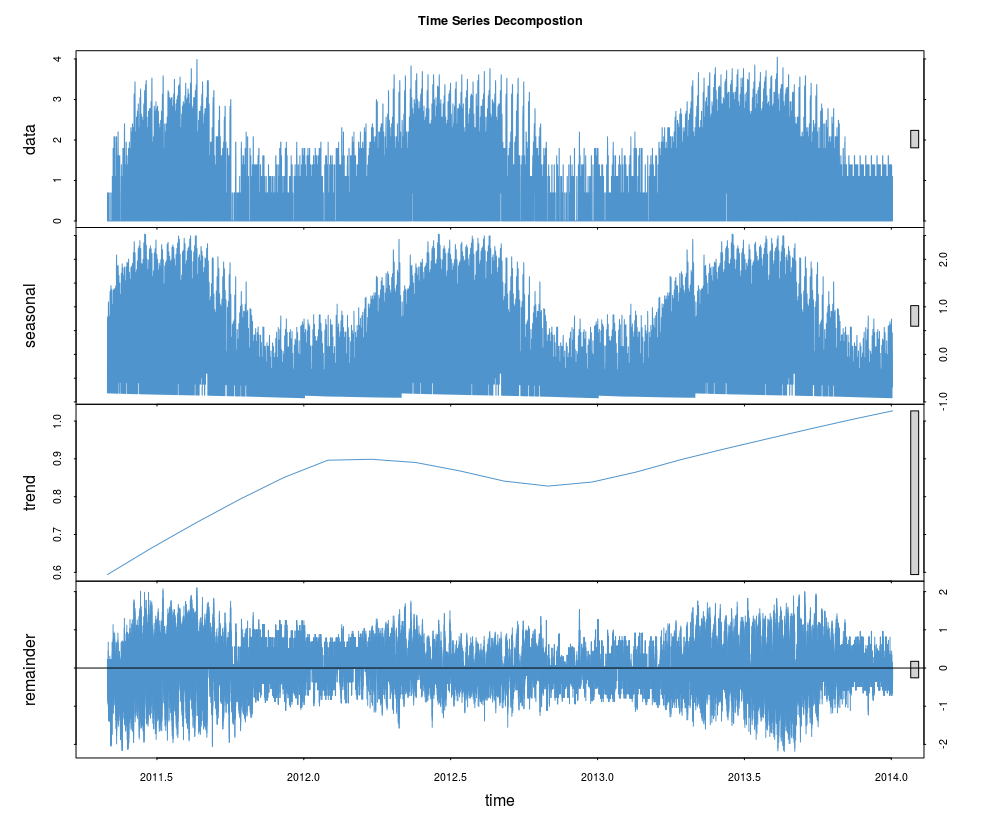 Time Series Decompostion
data
0 1 2 3 4
seasonal
-1.0 0.0 1.0 2.0
trend
0.6 0.7 0.8 0.9 1.0
remainder
-2 -1 0 1 2
2011.5 2012.0 2012.5 2013.0 2013.5 2014.0
time